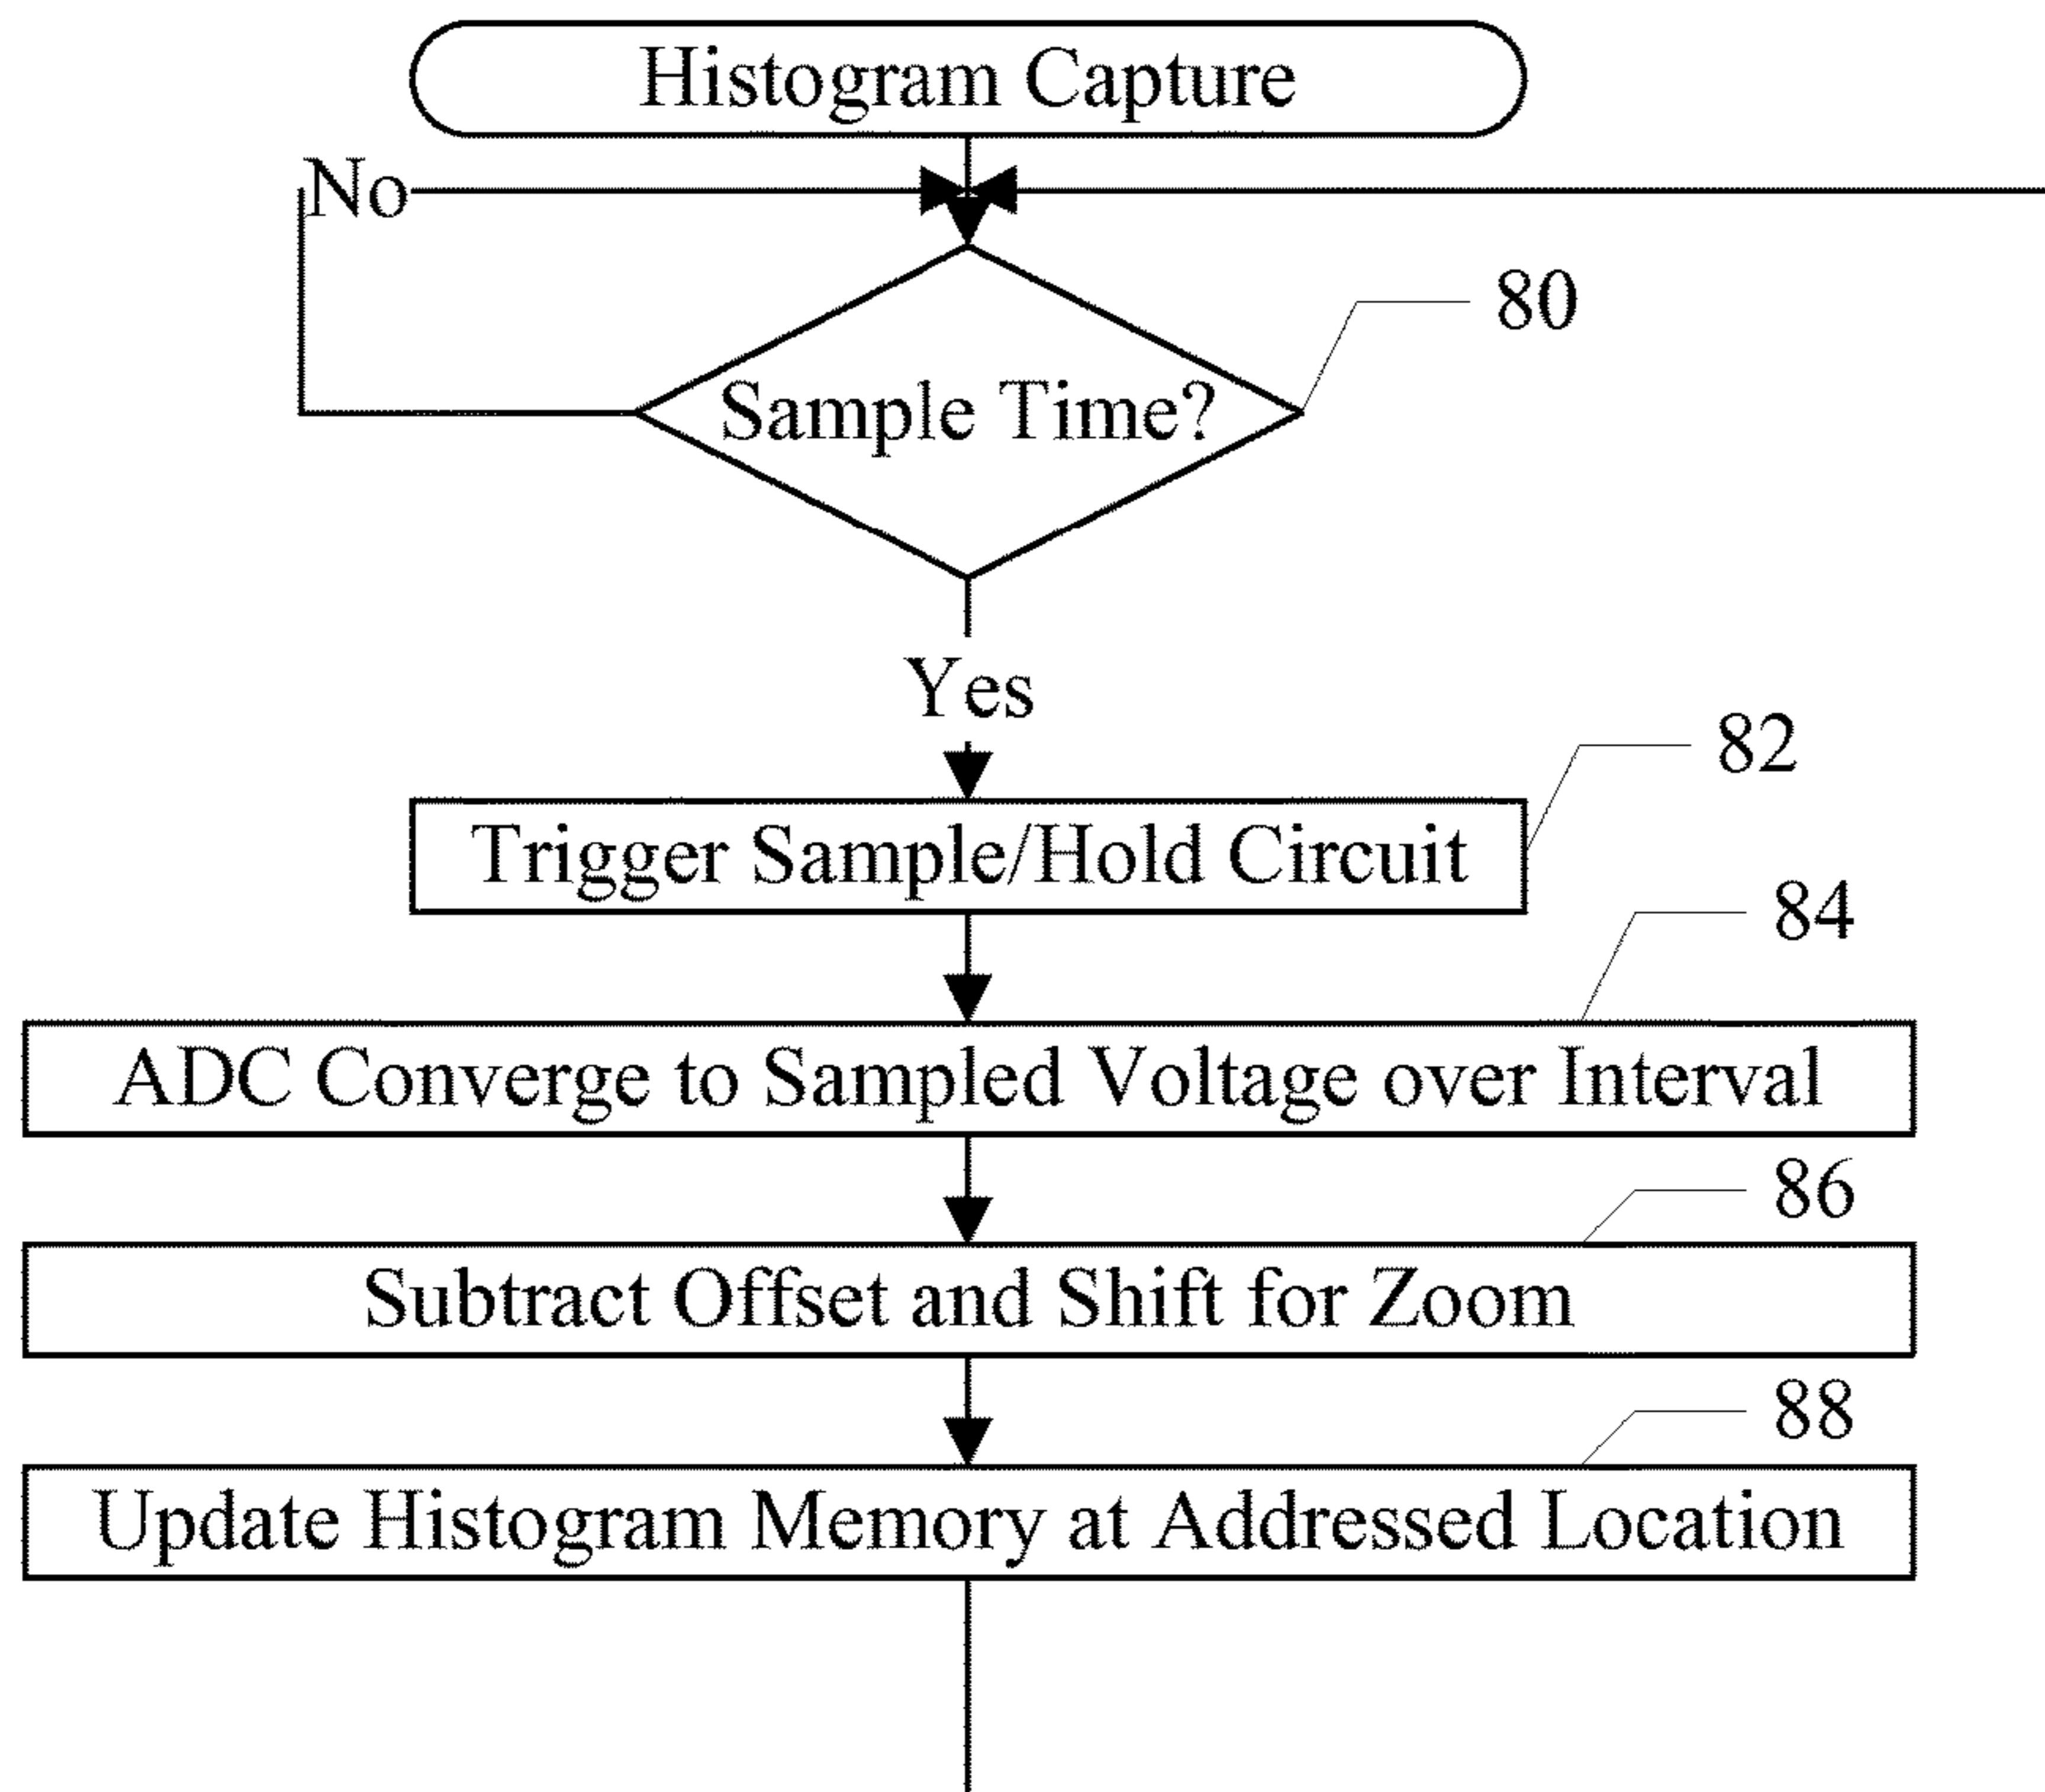 Histogram Capture
No
80
Sample Time?
Yes
82
Trigger Sample/Hold Circuit
84
ADC Converge to Sampled Voltage over Interval
86
Subtract Offset and Shift for Zoom
88
Update Histogram Memory at Addressed Location